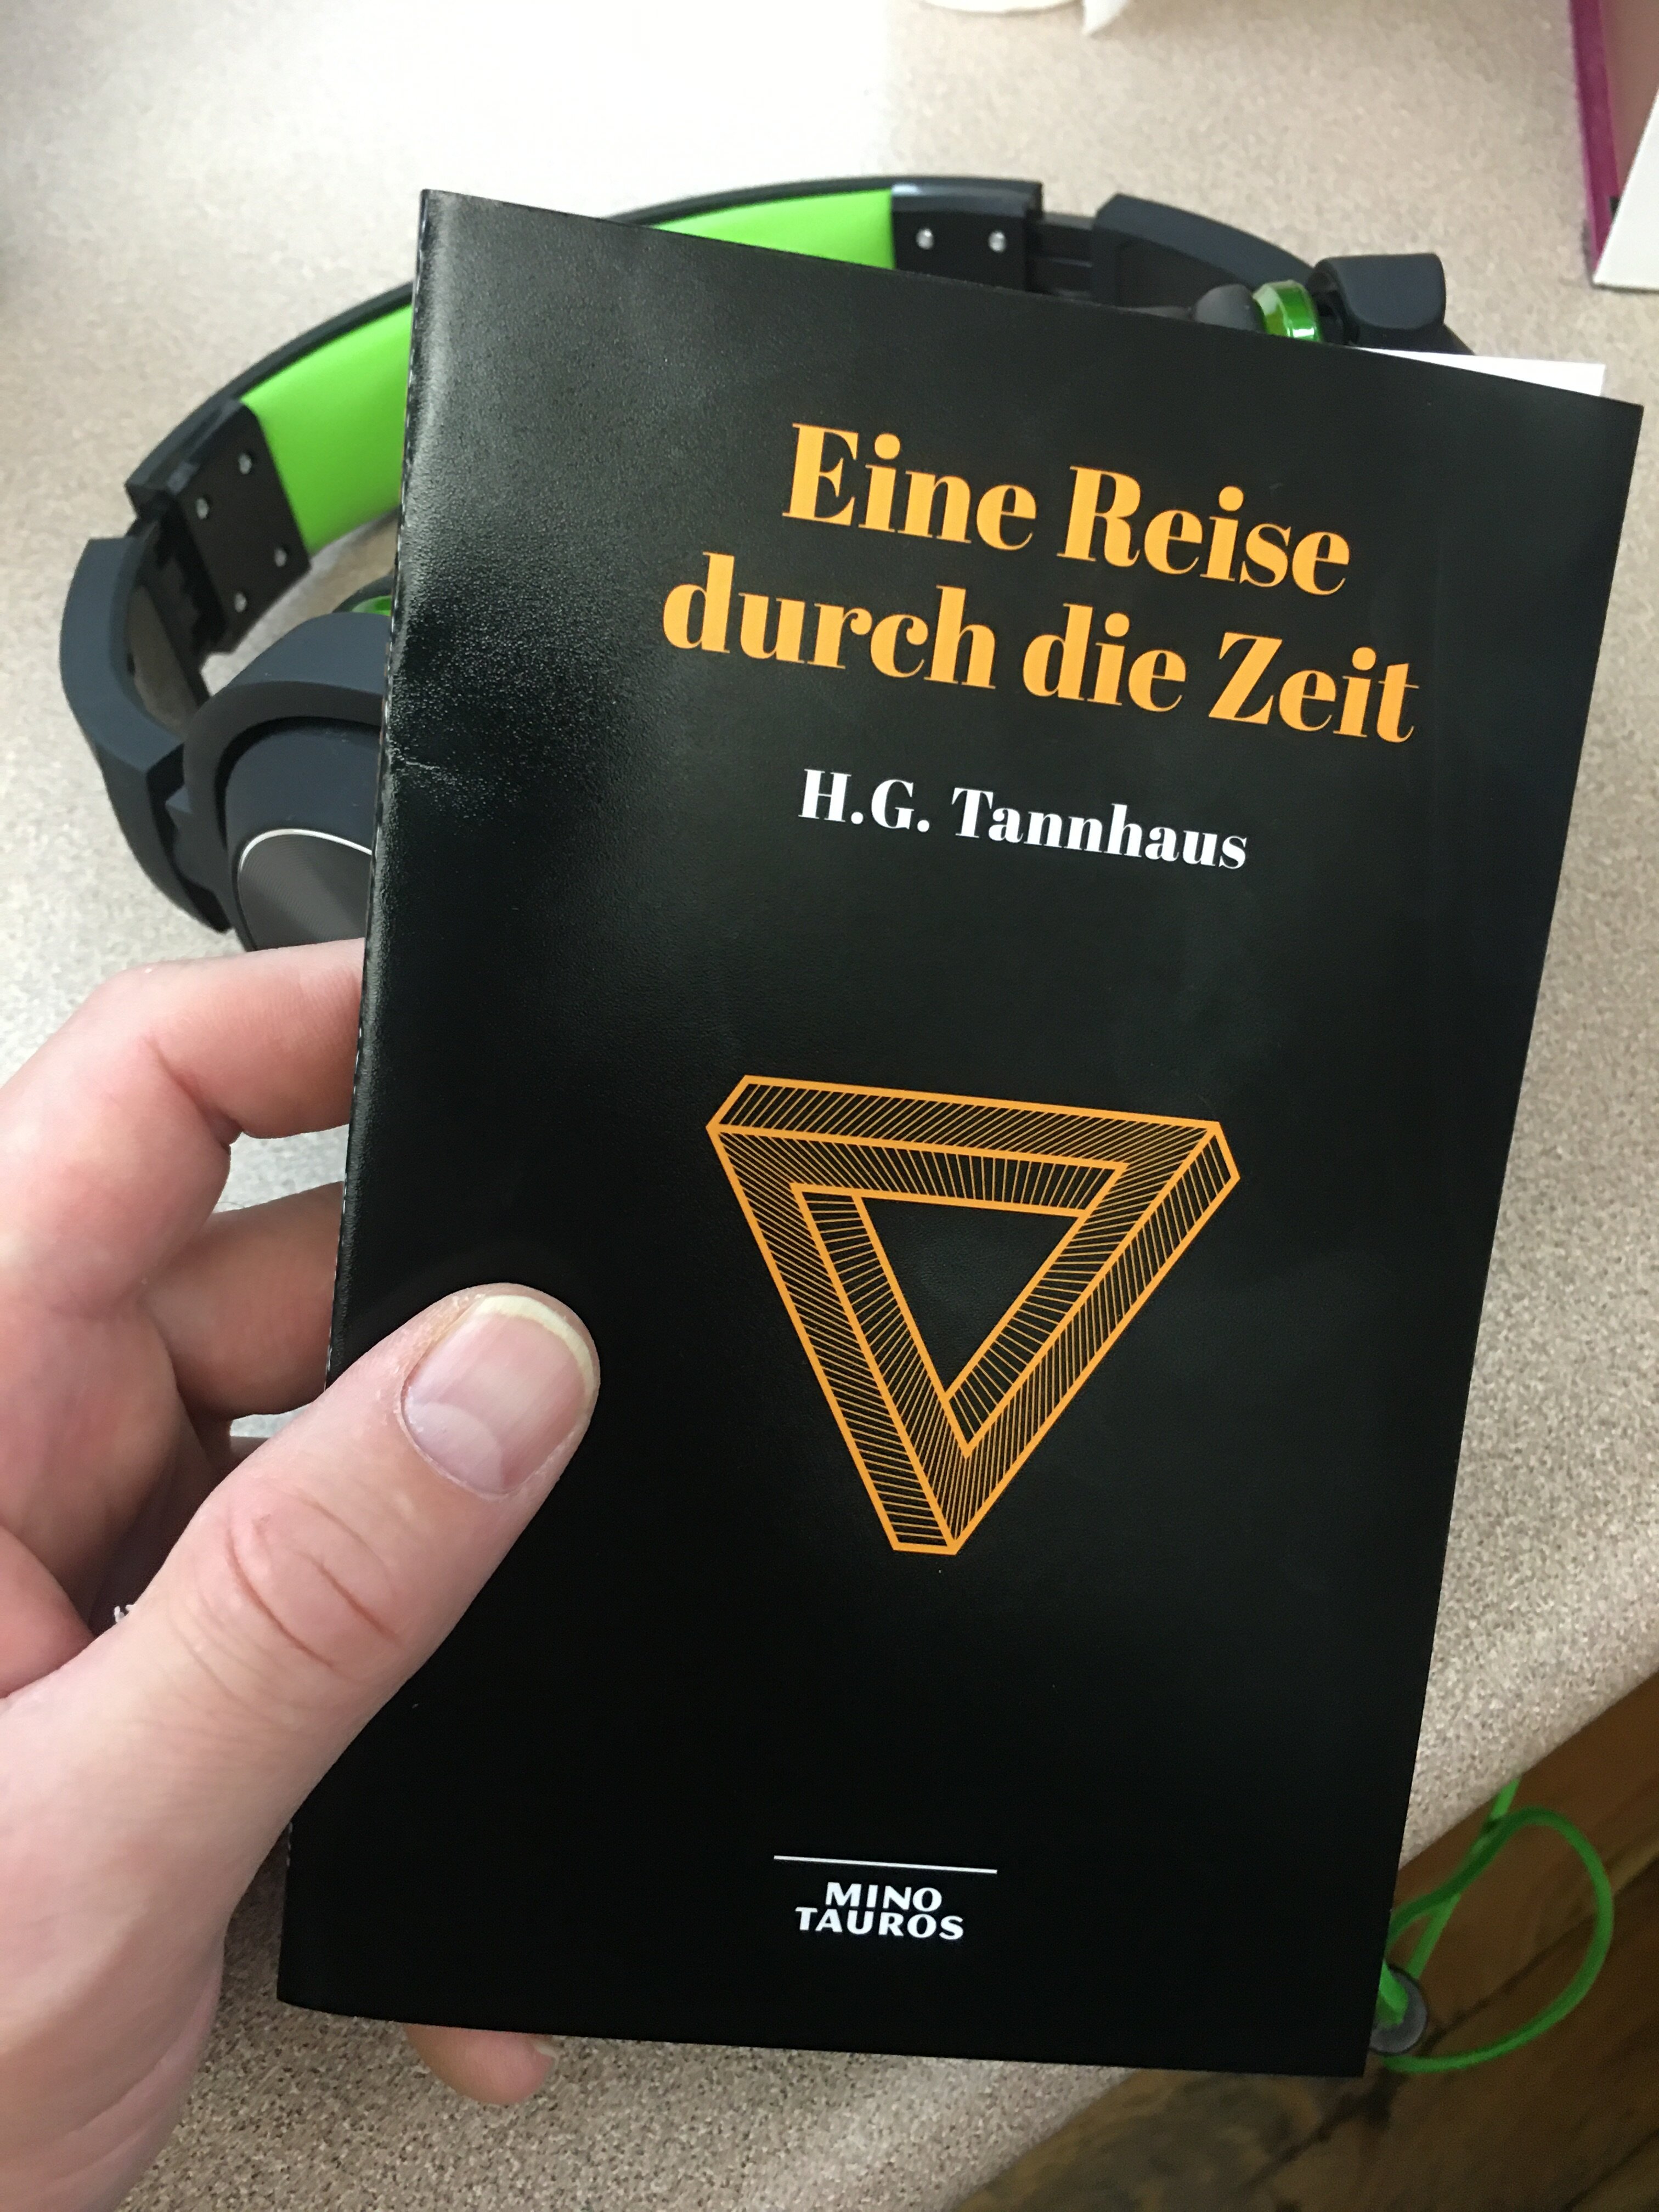 Eine Reise
durch die Zeit
H.G. Tannhaus
MINO
TAUROS